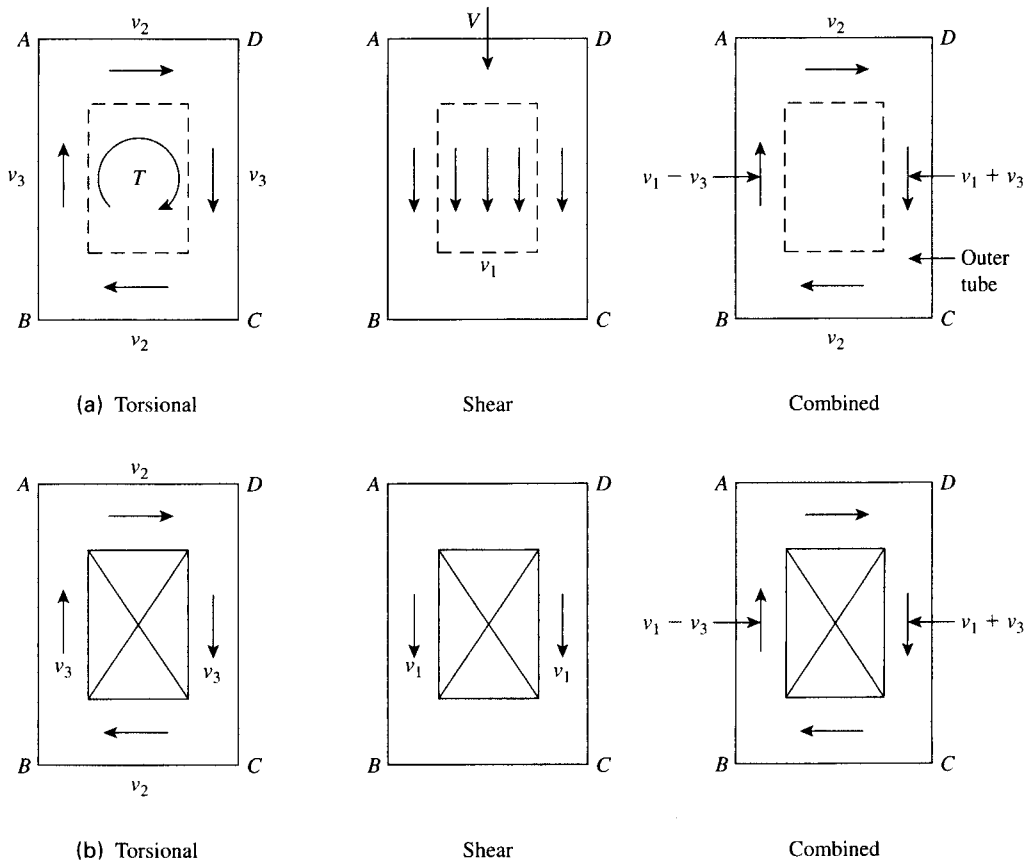 v2 V v2
A D A D A D
v3 T v3 v1 − v3 v1 + v3
v1 Outer
tube
B C B C B C
v2 v2
(a) Torsional Shear Combined
v2
A D A D A D
v3 v3 v1 v1 v1 − v3 v1 + v3
B C B C B C
v2
(b) Torsional Shear Combined